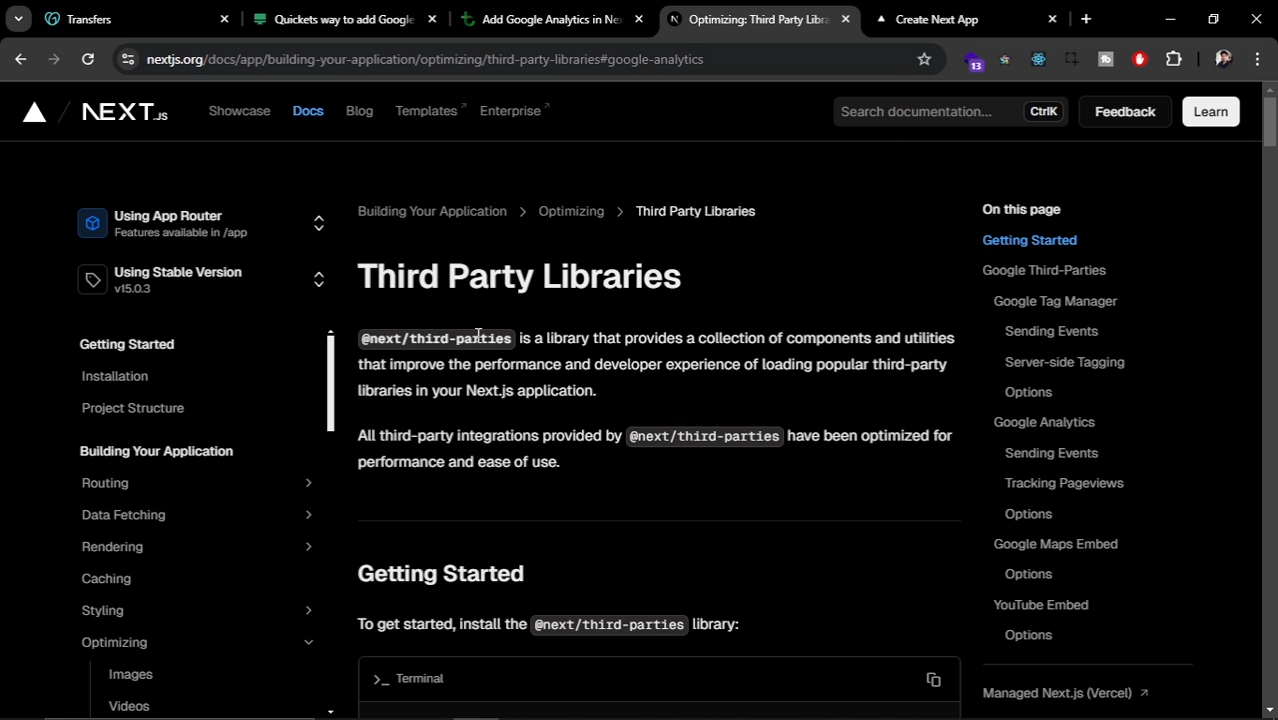 Transfers
Quickets way to add Google
Add Google Analytics in Ne
Optimizing: Third Party Libra
Create Next App
nextjs.org/docs/app/building-your-application/optimizing/third-party-libraries#google-analytics
13
NEXT.JS
Showcase
Docs
Blog
Templates
Enterprise
Search documentation...
CtrlK
Feedback
Learn
Using App Router
Features available in /app
Using Stable Version
v15.0.3
Getting Started
Installation
Project Structure
Building Your Application
Routing
Data Fetching
Rendering
Caching
Styling
Optimizing
Images
Videos
Building Your Application > Optimizing > Third Party Libraries
Third Party Libraries
@next/third-parties is a library that provides a collection of components and utilities
that improve the performance and developer experience of loading popular third-party
libraries in your Next.js application.
All third-party integrations provided by @next/third-parties have been optimized for
performance and ease of use.
Getting Started
To get started, install the @next/third-parties library:
Terminal
On this page
Getting Started
Google Third-Parties
Google Tag Manager
Sending Events
Server-side Tagging
Options
Google Analytics
Sending Events
Tracking Pageviews
Options
Google Maps Embed
Options
YouTube Embed
Options
Managed Next.js (Vercel)